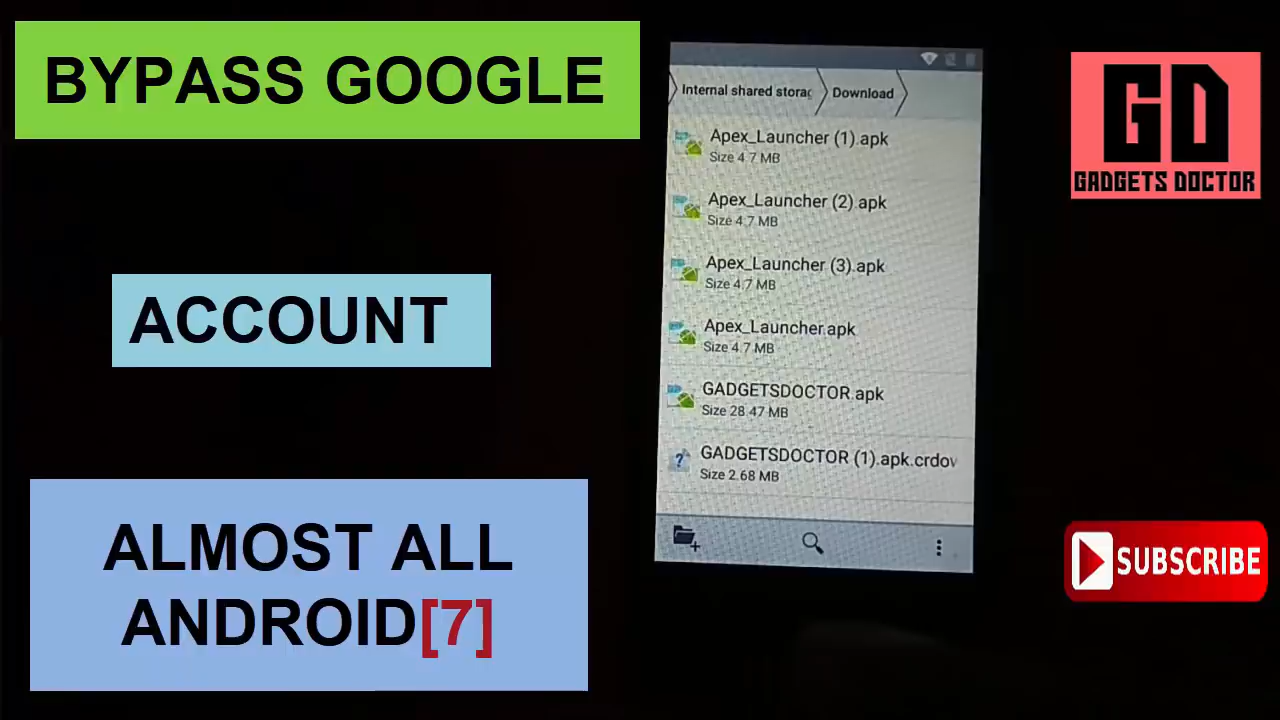 BYPASS GOOGLE
ACCOUNT
ALMOST ALL
ANDROID[7]
Internal shared storag
Download
Apex_Launcher (1).apk
Size 4.7 MB
Apex_Launcher (2).apk
Size 4.7 MB
Apex_Launcher (3).apk
Size 4.7 MB
Apex_Launcher.apk
Size 4.7 MB
GADGETSDOCTOR.apk
Size 28.47 MB
GADGETSDOCTOR (1).apk.crdow
Size 2.68 MB
GD
GADGETS DOCTOR
SUBSCRIBE